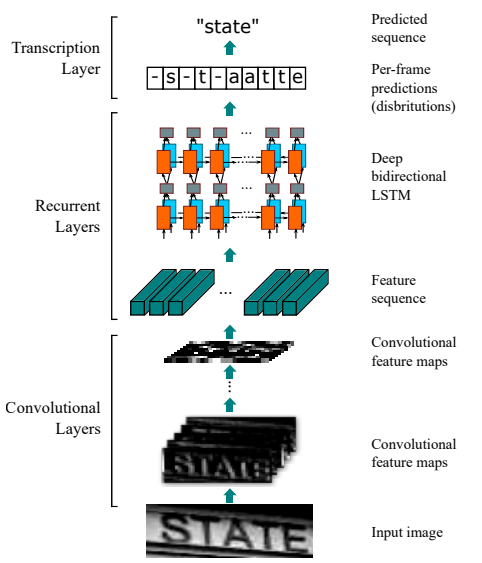 "state"
Predicted
sequence
Transcription
Layer
-s-t-aatte
Per-frame
predictions
(disbritutions)
Deep
bidirectional
LSTM
Recurrent
Layers
Feature
sequence
Convolutional
feature maps
Convolutional
Layers
STATE
Convolutional
feature maps
STATE
Input image